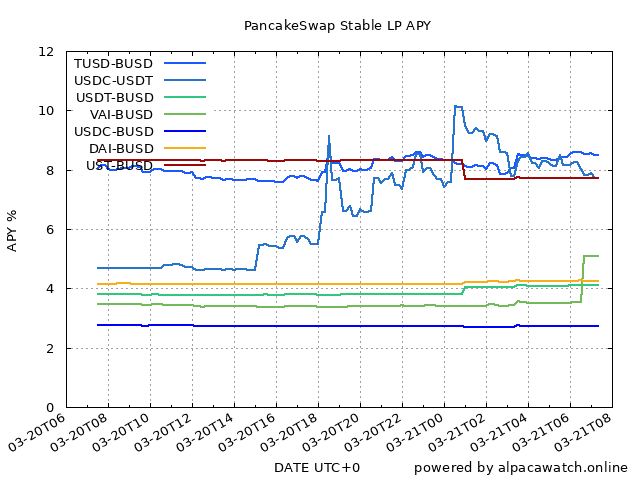 PancakeSwap Stable LP APY
12
10
8
6
4
2
0
APY %
TUSD-BUSD
USDC-USDT
USDT-BUSD
VAI-BUSD
USDC-BUSD
DAI-BUSD
UST-BUSD
03-20T06
03-20T08
03-20T10
03-20T12
03-20T14
03-20T16
03-20T18
03-20T20
03-20T22
03-21T00
03-21T02
03-21T04
03-21T06
03-21T08
DATE UTC+0
powered by alpacawatch.online